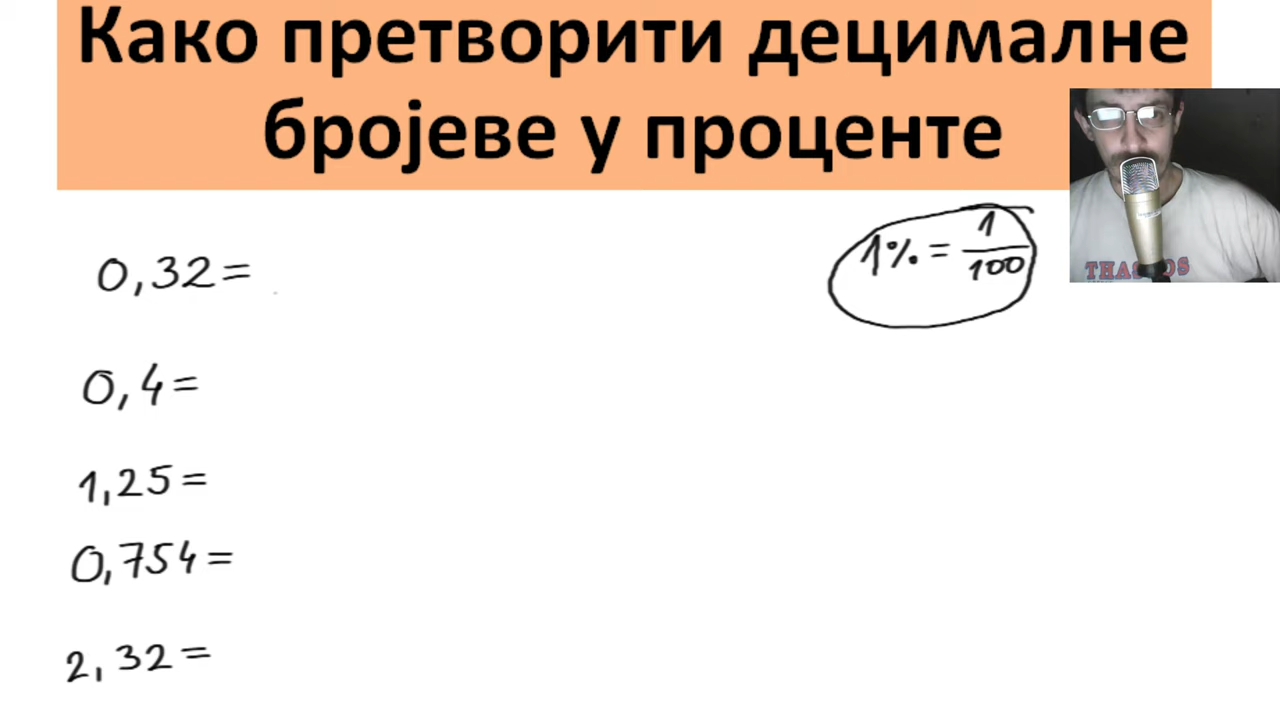 Како претворити децималне
бројеве у проценте
0,32=
1% = 1/100
0,4=
1,25=
0,754=
2,32=